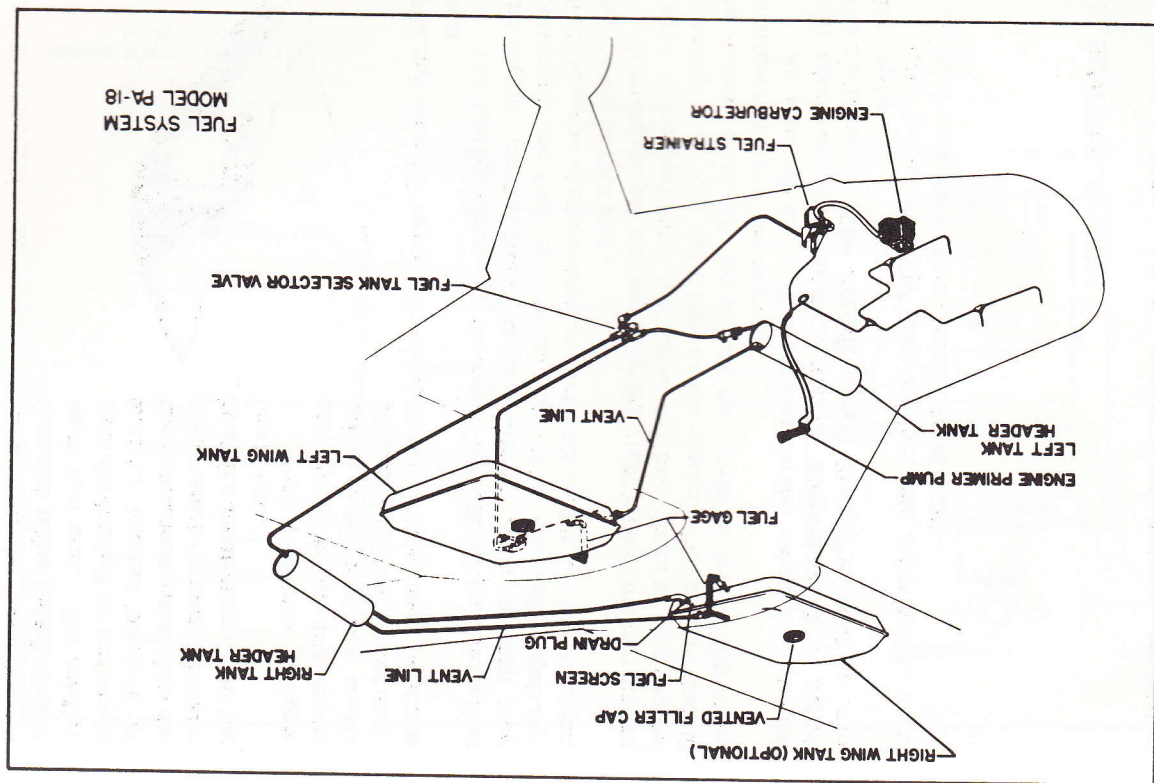 RIGHT WING TANK (OPTIONAL)
VENTED FILLER CAP
FUEL SCREEN
DRAIN PLUG
VENT LINE
RIGHT TANK
HEADER TANK
FUEL GAGE
LEFT WING TANK
ENGINE PRIMER PUMP
LEFT TANK
HEADER TANK
VENT LINE
FUEL TANK SELECTOR VALVE
FUEL STRAINER
ENGINE CARBURETOR
FUEL SYSTEM
MODEL PA-18